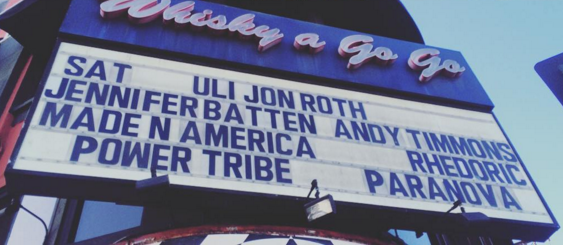 Whisky a Go Go
SAT ULI JON ROTH
JENNIFER BATTEN ANDY TIMMONS
MADE N AMERICA RHEDORIC
POWER TRIBE PARANOVA